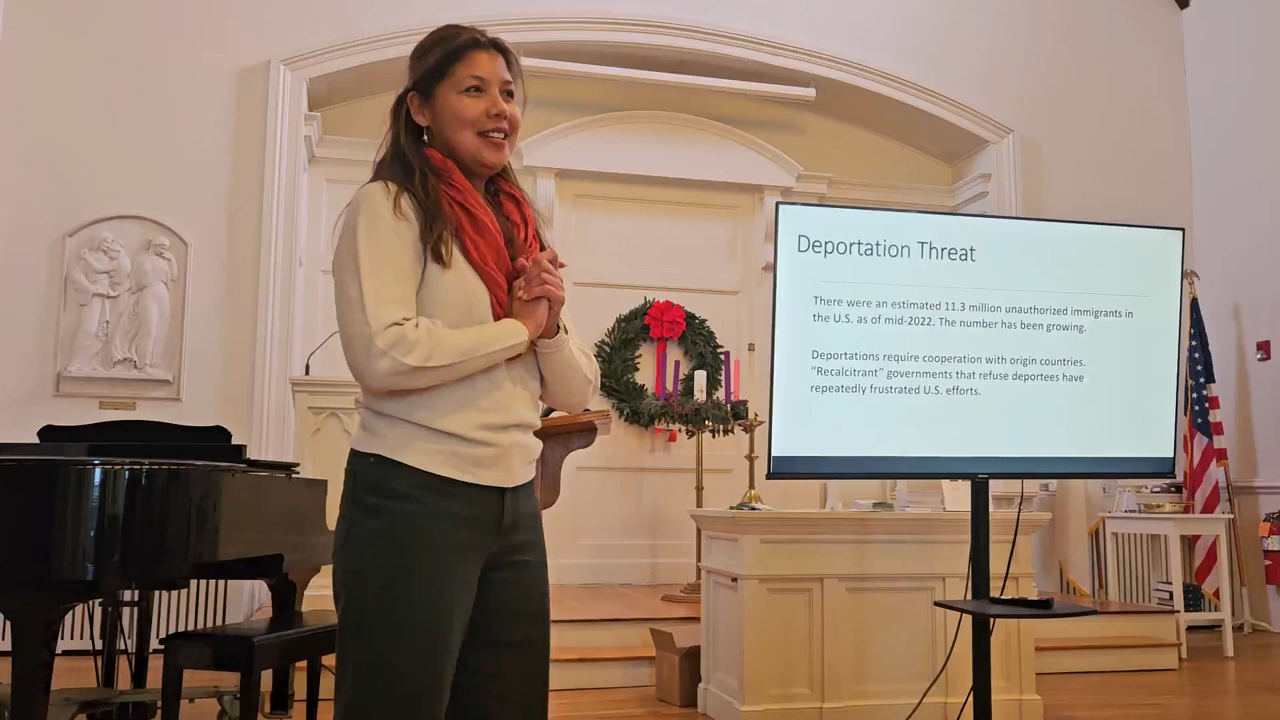 Deportation Threat
There were an estimated 11.3 million unauthorized immigrants in
the U.S. as of mid-2022. The number has been growing.
Deportations require cooperation with origin countries.
“Recalcitrant” governments that refuse deportees have
repeatedly frustrated U.S. efforts.